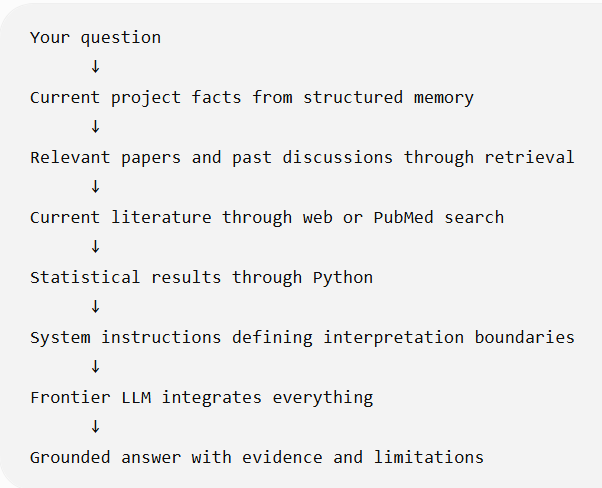 Your question
↓
Current project facts from structured memory
↓
Relevant papers and past discussions through retrieval
↓
Current literature through web or PubMed search
↓
Statistical results through Python
↓
System instructions defining interpretation boundaries
↓
Frontier LLM integrates everything
↓
Grounded answer with evidence and limitations